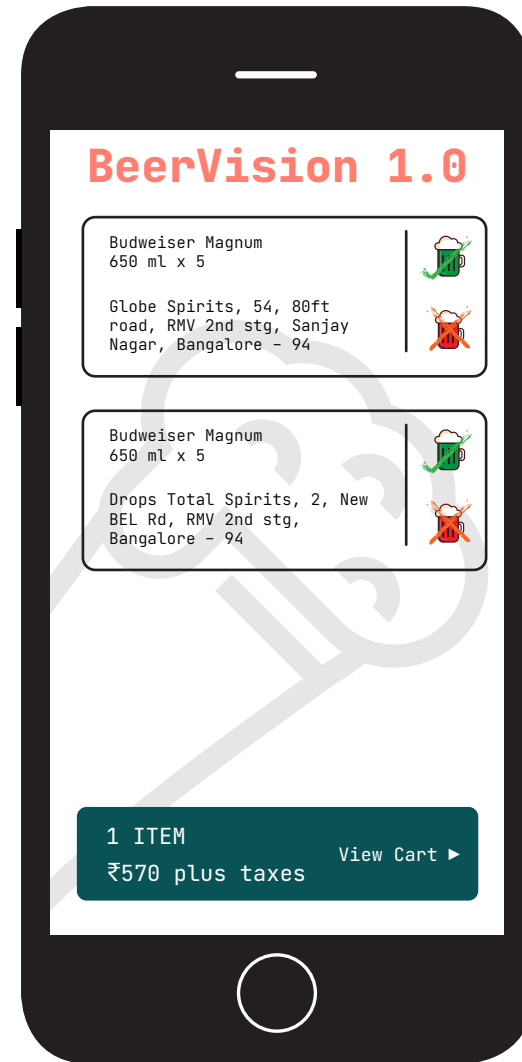 BeerVision 1.0
Budweiser Magnum
650 ml x 5
Globe Spirits, 54, 80ft
road, RMV 2nd stg, Sanjay
Nagar, Bangalore – 94
Budweiser Magnum
650 ml x 5
Drops Total Spirits, 2, New
BEL Rd, RMV 2nd stg,
Bangalore – 94
1 ITEM
₹570 plus taxes
View Cart ►